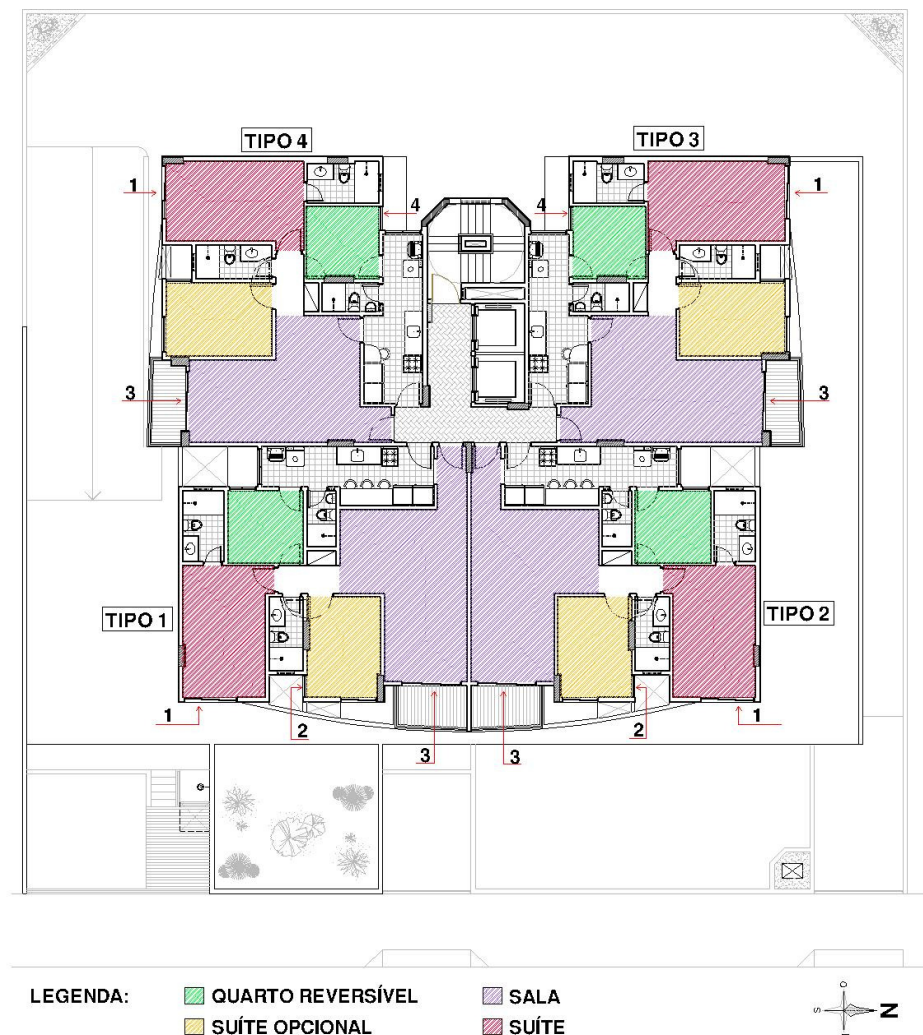 TIPO 4
TIPO 3
1
4
4
1
3
3
TIPO 1
TIPO 2
1
2
3
3
2
1
LEGENDA:
QUARTO REVERSÍVEL
SALA
SUÍTE OPCIONAL
SUÍTE
O
S
N